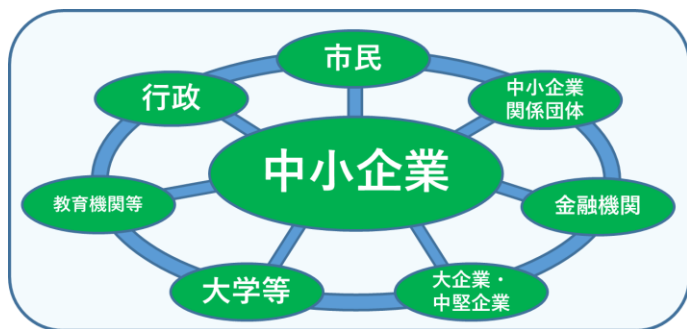 市民
行政
中小企業
関係団体
中小企業
教育機関等
金融機関
大学等
大企業・
中堅企業